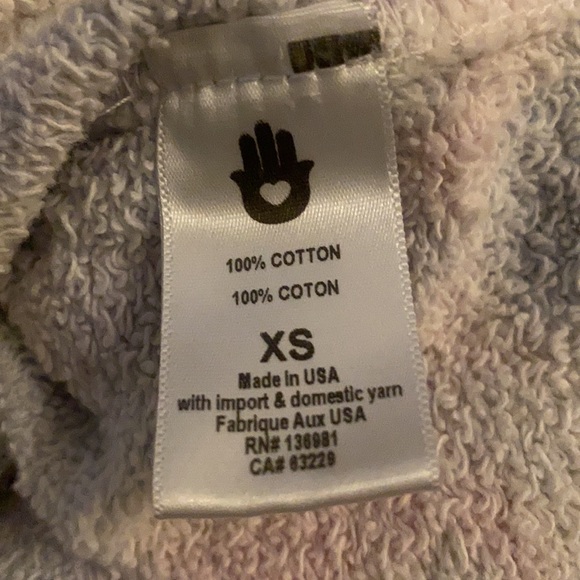 100% COTTON
100% COTON
XS
Made in USA
with import & domestic yarn
Fabrique Aux USA
RN# 136981
CA# 63229